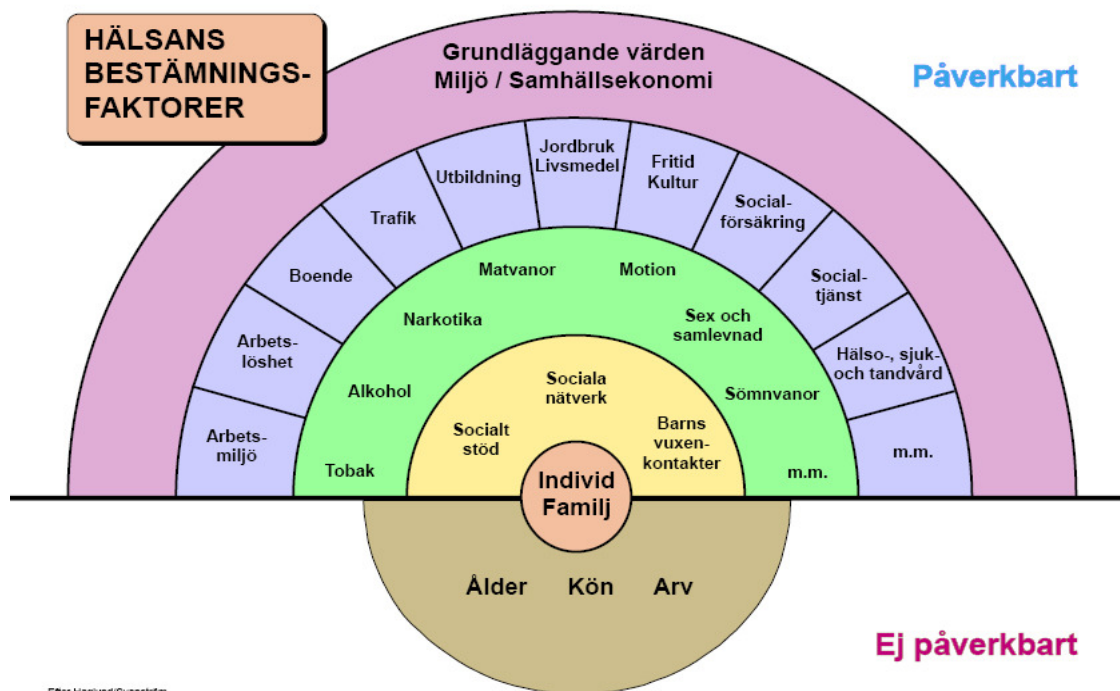 HÄLSANS
BESTÄMNINGS-
FAKTORER
Grundläggande värden
Miljö / Samhällsekonomi
Påverkbart
Arbets-
miljö
Arbets-
löshet
Boende
Trafik
Utbildning
Jordbruk
Livsmedel
Fritid
Kultur
Social-
försäkring
Social-
tjänst
Hälso-, sjuk-
och tandvård
m.m.
Tobak
Alkohol
Narkotika
Matvanor
Motion
Sex och
samlevnad
Sömnvanor
m.m.
Socialt
stöd
Sociala
nätverk
Barns
vuxen-
kontakter
Individ
Familj
Ålder Kön Arv
Ej påverkbart